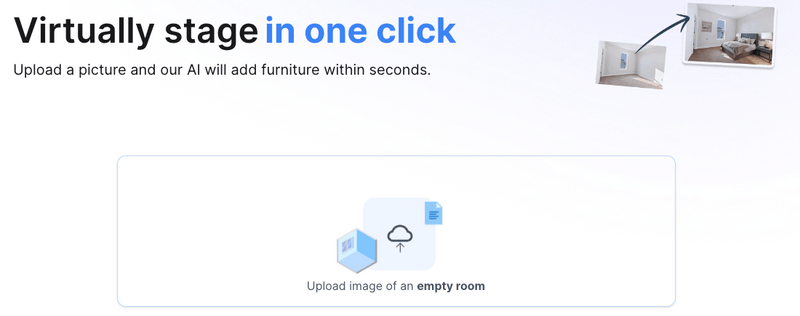 Virtually stage in one click
Upload a picture and our AI will add furniture within seconds.
Upload image of an empty room